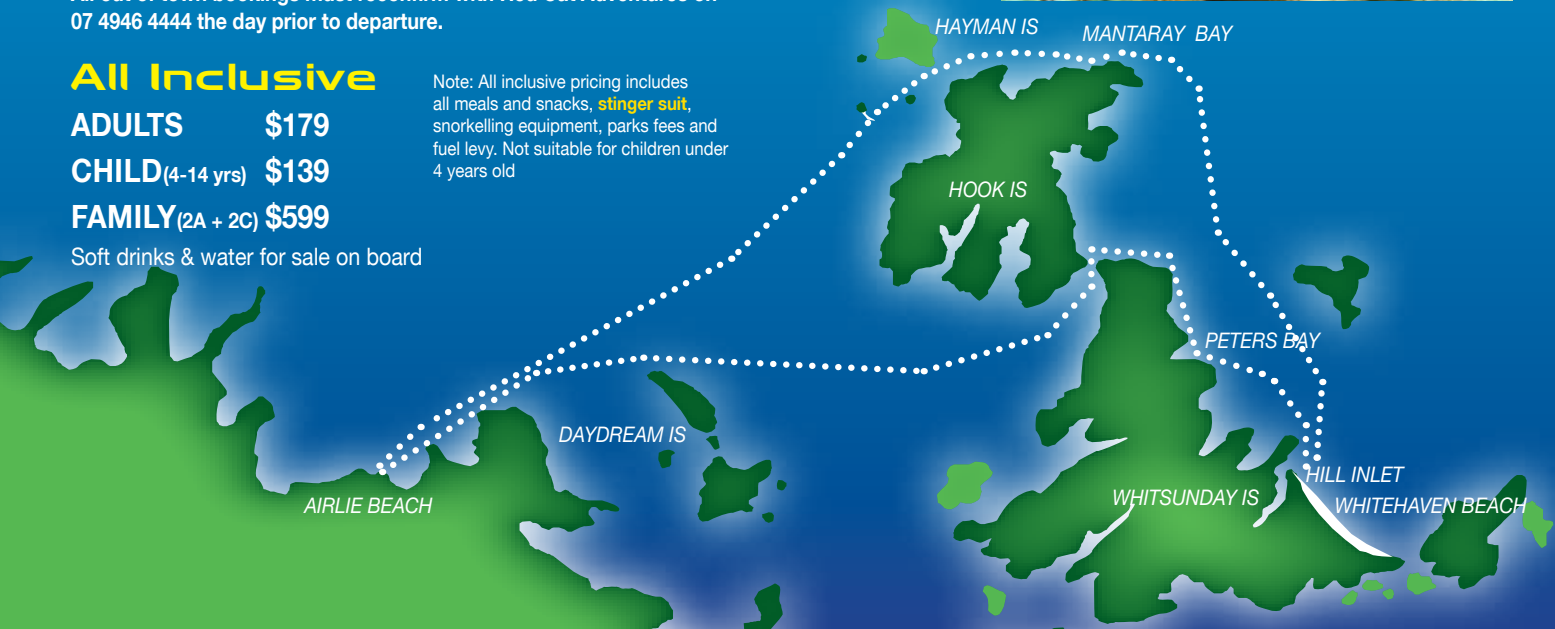 07 4946 4444 the day prior to departure.
All Inclusive
ADULTS $179
CHILD(4-14 yrs) $139
FAMILY(2A + 2C) $599
Soft drinks & water for sale on board
Note: All inclusive pricing includes
all meals and snacks, stinger suit,
snorkelling equipment, parks fees and
fuel levy. Not suitable for children under
4 years old
HAYMAN IS
MANTARAY BAY
HOOK IS
PETERS BAY
DAYDREAM IS
AIRLIE BEACH
WHITSUNDAY IS
HILL INLET
WHITEHAVEN BEACH